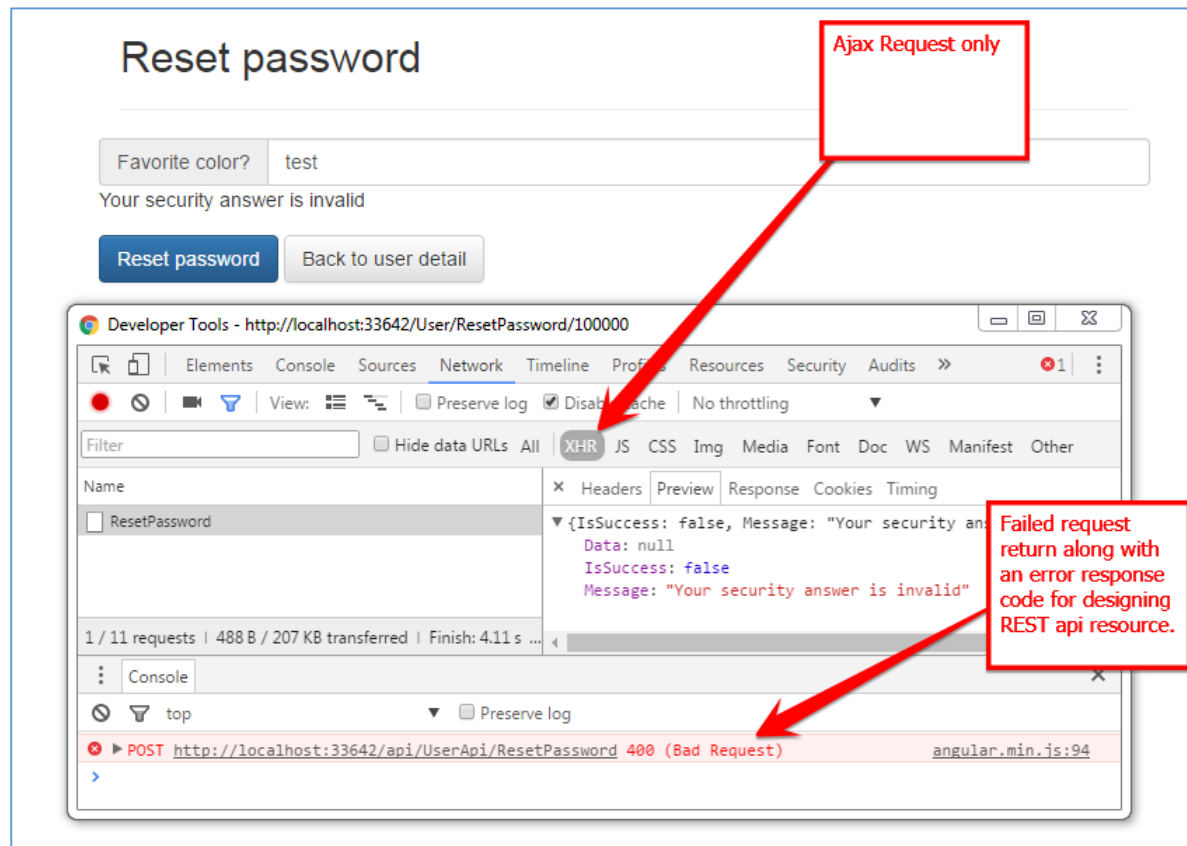 Reset password
Ajax Request only
Favorite color? test
Your security answer is invalid
Reset password Back to user detail
Developer Tools - http://localhost:33642/User/ResetPassword/100000
Elements Console Sources Network Timeline Profiles Resources Security Audits 1
View: Preserve log Disable cache No throttling
Filter Hide data URLs All XHR JS CSS Img Media Font Doc WS Manifest Other
Name
Headers Preview Response Cookies Timing
ResetPassword
{IsSuccess: false, Message: "Your security an
Data: null
IsSuccess: false
Message: "Your security answer is invalid"
Failed request
return along with
an error response
code for designing
REST api resource.
1 / 11 requests | 488 B / 207 KB transferred | Finish: 4.11 s ...
Console
top Preserve log
POST http://localhost:33642/api/UserApi/ResetPassword 400 (Bad Request) angular.min.js:94